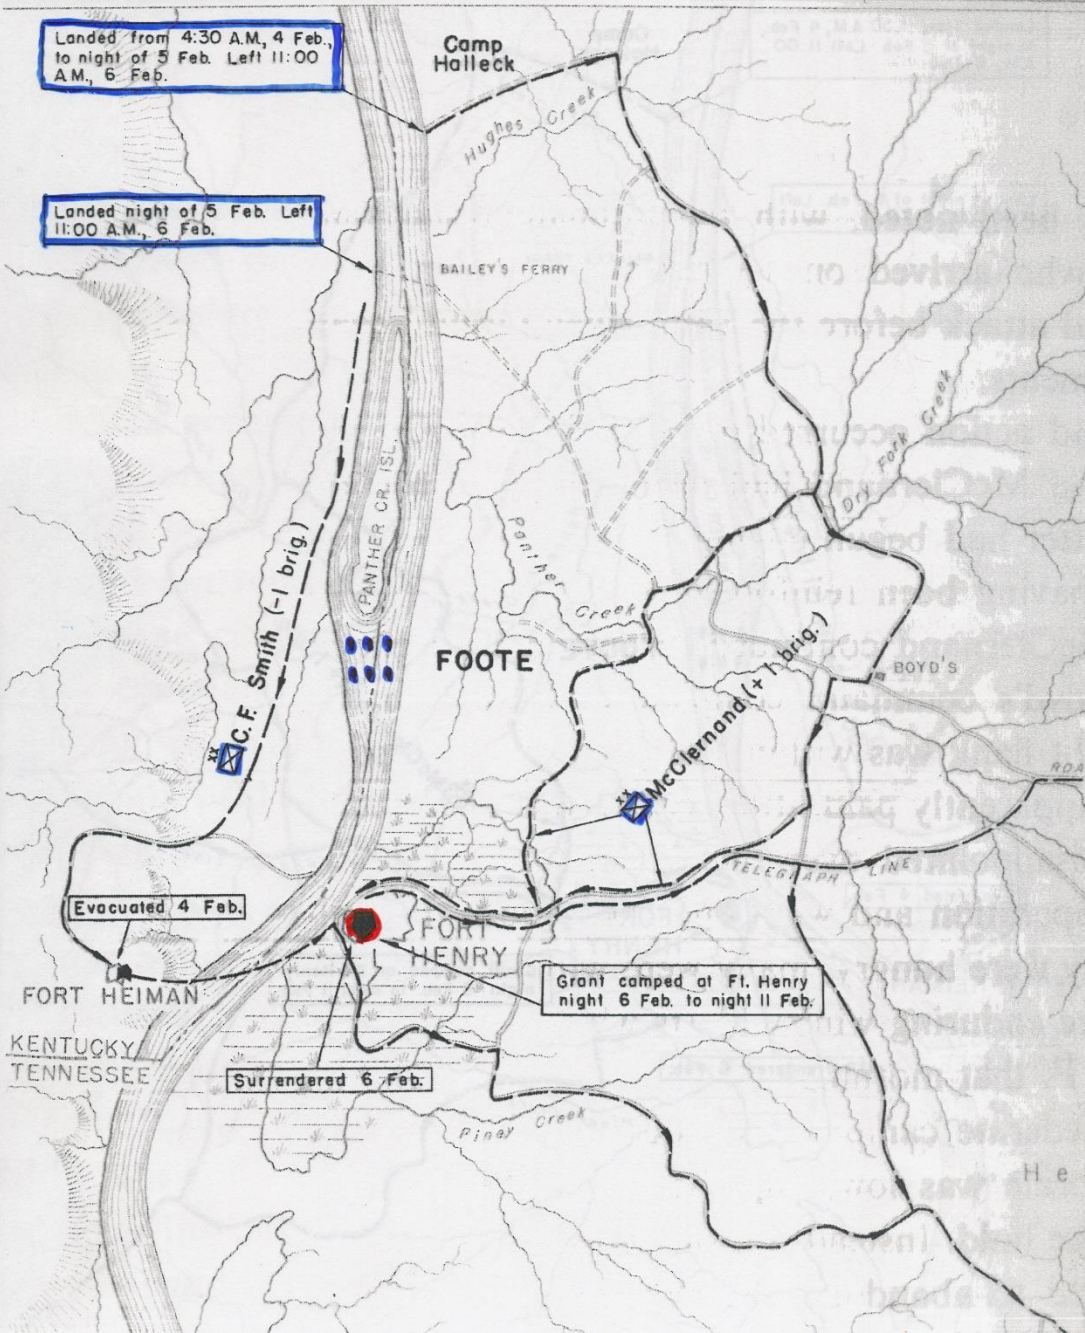 Landed from 4:30 A.M., 4 Feb.,
to night of 5 Feb. Left 11:00
A.M., 6 Feb.
Camp
Halleck
Hughes Creek
Landed night of 5 Feb. Left
11:00 A.M., 6 Feb.
BAILEY'S FERRY
Dry Fork Creek
PANTHER CR. ISL.
Panther
Creek
C. F. Smith (-1 brig.)
xx
FOOTE
BOYD'S
McClernand (+ 1 brig.)
xx
ROA
TELEGRAPH LINE
Evacuated 4 Feb.
FORT
HENRY
FORT HEIMAN
Grant camped at Ft. Henry
night 6 Feb. to night 11 Feb.
KENTUCKY
TENNESSEE
Surrendered 6 Feb.
Piney Creek
He